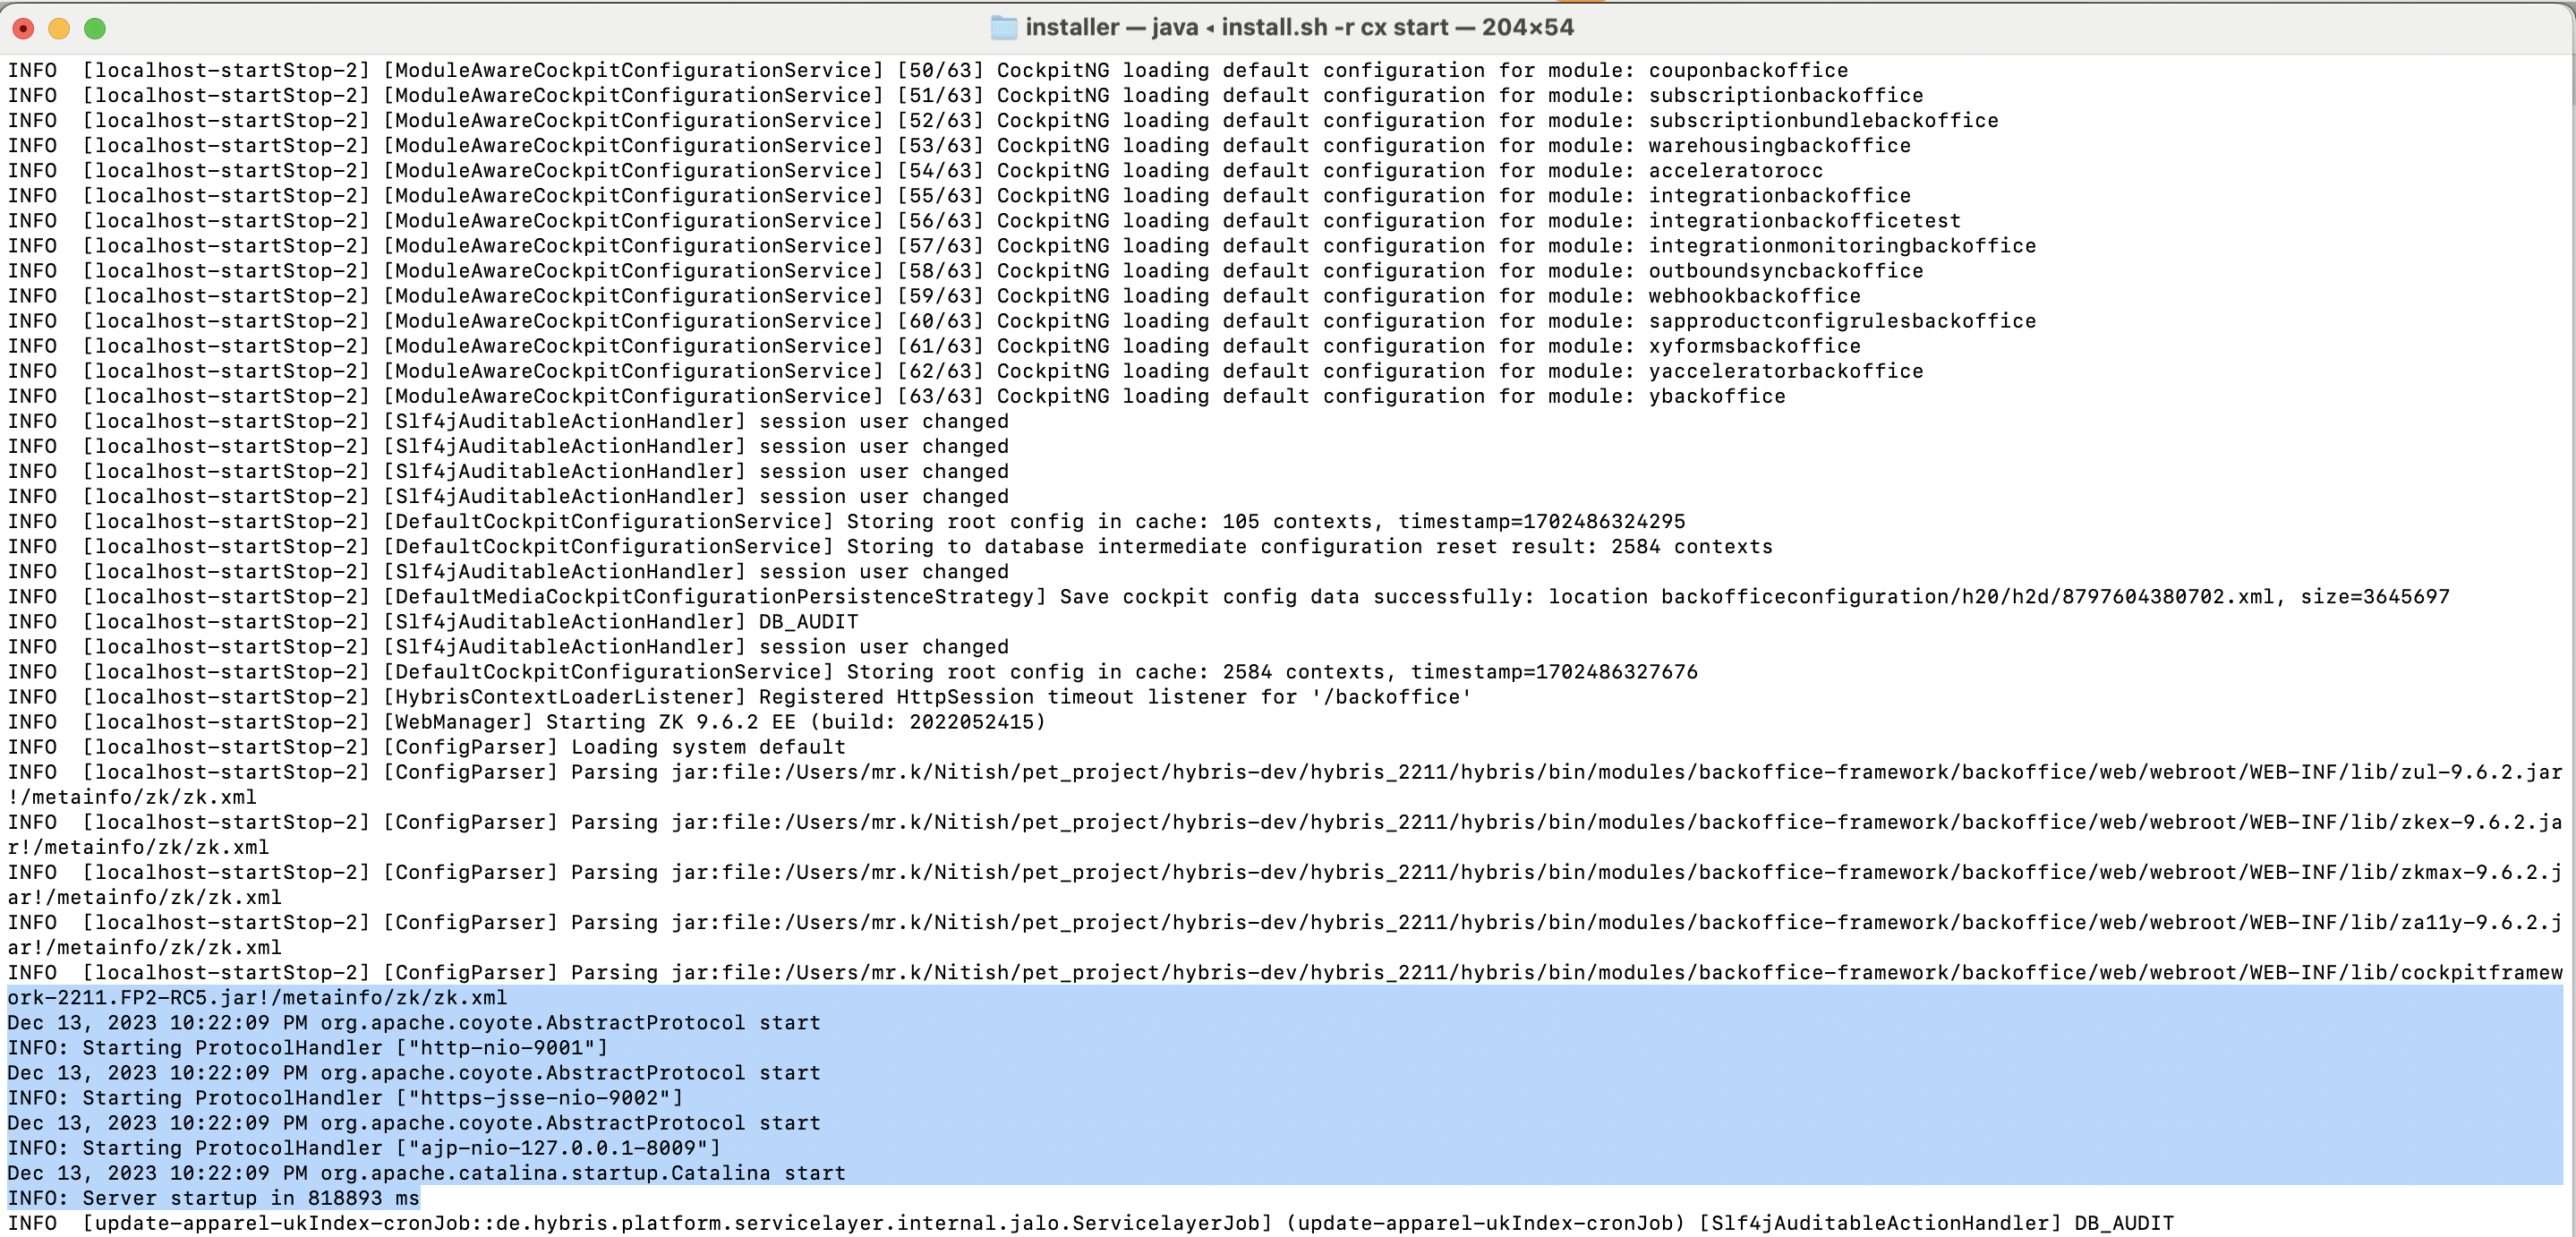 installer — java ◂ install.sh -r cx start — 204×54
INFO  [localhost-startStop-2] [ModuleAwareCockpitConfigurationService] [50/63] CockpitNG loading default configuration for module: couponbackoffice
INFO  [localhost-startStop-2] [ModuleAwareCockpitConfigurationService] [51/63] CockpitNG loading default configuration for module: subscriptionbackoffice
INFO  [localhost-startStop-2] [ModuleAwareCockpitConfigurationService] [52/63] CockpitNG loading default configuration for module: subscriptionbundlebackoffice
INFO  [localhost-startStop-2] [ModuleAwareCockpitConfigurationService] [53/63] CockpitNG loading default configuration for module: warehousingbackoffice
INFO  [localhost-startStop-2] [ModuleAwareCockpitConfigurationService] [54/63] CockpitNG loading default configuration for module: acceleratorocc
INFO  [localhost-startStop-2] [ModuleAwareCockpitConfigurationService] [55/63] CockpitNG loading default configuration for module: integrationbackoffice
INFO  [localhost-startStop-2] [ModuleAwareCockpitConfigurationService] [56/63] CockpitNG loading default configuration for module: integrationbackofficetest
INFO  [localhost-startStop-2] [ModuleAwareCockpitConfigurationService] [57/63] CockpitNG loading default configuration for module: integrationmonitoringbackoffice
INFO  [localhost-startStop-2] [ModuleAwareCockpitConfigurationService] [58/63] CockpitNG loading default configuration for module: outboundsyncbackoffice
INFO  [localhost-startStop-2] [ModuleAwareCockpitConfigurationService] [59/63] CockpitNG loading default configuration for module: webhookbackoffice
INFO  [localhost-startStop-2] [ModuleAwareCockpitConfigurationService] [60/63] CockpitNG loading default configuration for module: sapproductconfigrulesbackoffice
INFO  [localhost-startStop-2] [ModuleAwareCockpitConfigurationService] [61/63] CockpitNG loading default configuration for module: xyformsbackoffice
INFO  [localhost-startStop-2] [ModuleAwareCockpitConfigurationService] [62/63] CockpitNG loading default configuration for module: yacceleratorbackoffice
INFO  [localhost-startStop-2] [ModuleAwareCockpitConfigurationService] [63/63] CockpitNG loading default configuration for module: ybackoffice
INFO  [localhost-startStop-2] [Slf4jAuditableActionHandler] session user changed
INFO  [localhost-startStop-2] [Slf4jAuditableActionHandler] session user changed
INFO  [localhost-startStop-2] [Slf4jAuditableActionHandler] session user changed
INFO  [localhost-startStop-2] [Slf4jAuditableActionHandler] session user changed
INFO  [localhost-startStop-2] [DefaultCockpitConfigurationService] Storing root config in cache: 105 contexts, timestamp=1702486324295
INFO  [localhost-startStop-2] [DefaultCockpitConfigurationService] Storing to database intermediate configuration reset result: 2584 contexts
INFO  [localhost-startStop-2] [Slf4jAuditableActionHandler] session user changed
INFO  [localhost-startStop-2] [DefaultMediaCockpitConfigurationPersistenceStrategy] Save cockpit config data successfully: location backofficeconfiguration/h20/h2d/8797604380702.xml, size=3645697
INFO  [localhost-startStop-2] [Slf4jAuditableActionHandler] DB_AUDIT
INFO  [localhost-startStop-2] [Slf4jAuditableActionHandler] session user changed
INFO  [localhost-startStop-2] [DefaultCockpitConfigurationService] Storing root config in cache: 2584 contexts, timestamp=1702486327676
INFO  [localhost-startStop-2] [HybrisContextLoaderListener] Registered HttpSession timeout listener for '/backoffice'
INFO  [localhost-startStop-2] [WebManager] Starting ZK 9.6.2 EE (build: 2022052415)
INFO  [localhost-startStop-2] [ConfigParser] Loading system default
INFO  [localhost-startStop-2] [ConfigParser] Parsing jar:file:/Users/mr.k/Nitish/pet_project/hybris-dev/hybris_2211/hybris/bin/modules/backoffice-framework/backoffice/web/webroot/WEB-INF/lib/zul-9.6.2.jar
!/metainfo/zk/zk.xml
INFO  [localhost-startStop-2] [ConfigParser] Parsing jar:file:/Users/mr.k/Nitish/pet_project/hybris-dev/hybris_2211/hybris/bin/modules/backoffice-framework/backoffice/web/webroot/WEB-INF/lib/zkex-9.6.2.ja
r!/metainfo/zk/zk.xml
INFO  [localhost-startStop-2] [ConfigParser] Parsing jar:file:/Users/mr.k/Nitish/pet_project/hybris-dev/hybris_2211/hybris/bin/modules/backoffice-framework/backoffice/web/webroot/WEB-INF/lib/zkmax-9.6.2.j
ar!/metainfo/zk/zk.xml
INFO  [localhost-startStop-2] [ConfigParser] Parsing jar:file:/Users/mr.k/Nitish/pet_project/hybris-dev/hybris_2211/hybris/bin/modules/backoffice-framework/backoffice/web/webroot/WEB-INF/lib/za11y-9.6.2.j
ar!/metainfo/zk/zk.xml
INFO  [localhost-startStop-2] [ConfigParser] Parsing jar:file:/Users/mr.k/Nitish/pet_project/hybris-dev/hybris_2211/hybris/bin/modules/backoffice-framework/backoffice/web/webroot/WEB-INF/lib/cockpitframew
ork-2211.FP2-RC5.jar!/metainfo/zk/zk.xml
Dec 13, 2023 10:22:09 PM org.apache.coyote.AbstractProtocol start
INFO: Starting ProtocolHandler ["http-nio-9001"]
Dec 13, 2023 10:22:09 PM org.apache.coyote.AbstractProtocol start
INFO: Starting ProtocolHandler ["https-jsse-nio-9002"]
Dec 13, 2023 10:22:09 PM org.apache.coyote.AbstractProtocol start
INFO: Starting ProtocolHandler ["ajp-nio-127.0.0.1-8009"]
Dec 13, 2023 10:22:09 PM org.apache.catalina.startup.Catalina start
INFO: Server startup in 818893 ms
INFO  [update-apparel-ukIndex-cronJob::de.hybris.platform.servicelayer.internal.jalo.ServicelayerJob] (update-apparel-ukIndex-cronJob) [Slf4jAuditableActionHandler] DB_AUDIT